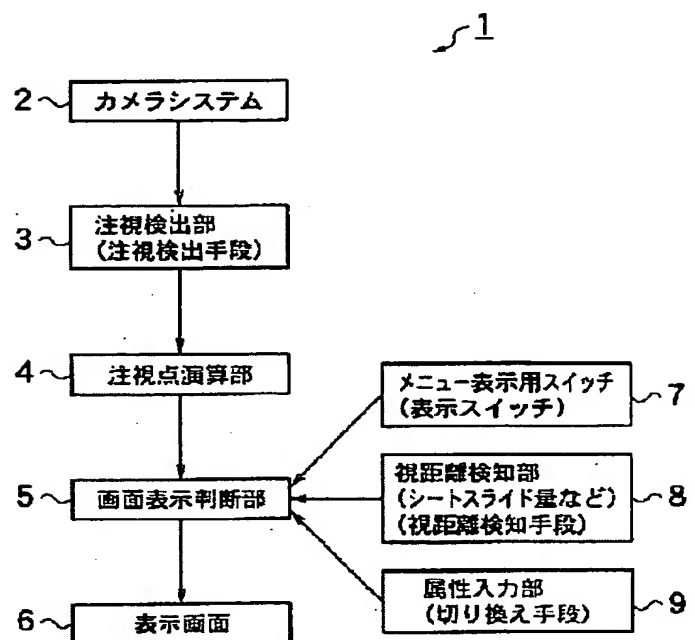 1
2 カメラシステム
3 注視検出部
(注視検出手段)
4 注視点演算部
メニュー表示用スイッチ 7
(表示スイッチ)
5 画面表示判断部
視距離検知部 8
(シートスライド量など)
(視距離検知手段)
属性入力部 9
(切り換え手段)
6 表示画面